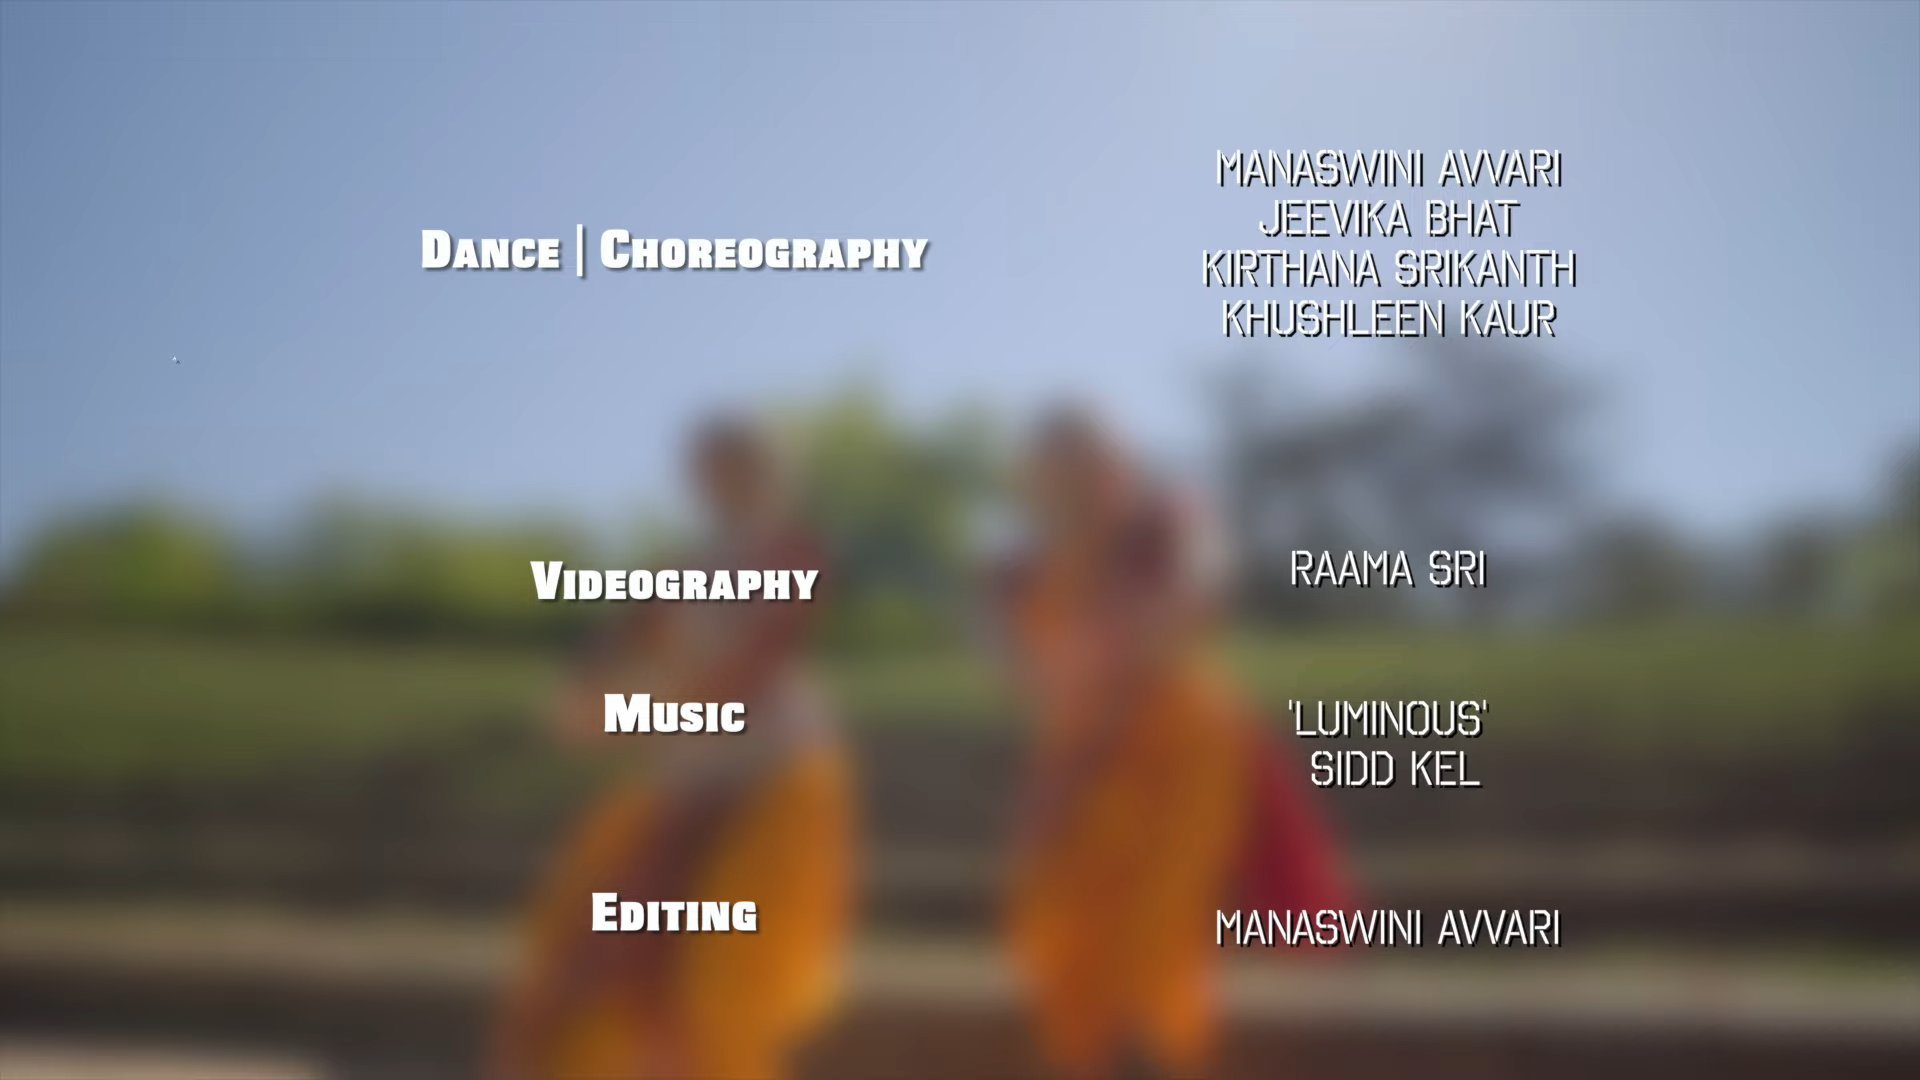 Dance | Choreography
MANASWINI AVVARI
JEEVIKA BHAT
KIRTHANA SRIKANTH
KHUSHLEEN KAUR
Videography
RAAMA SRI
Music
'LUMINOUS'
SIDD KEL
Editing
MANASWINI AVVARI